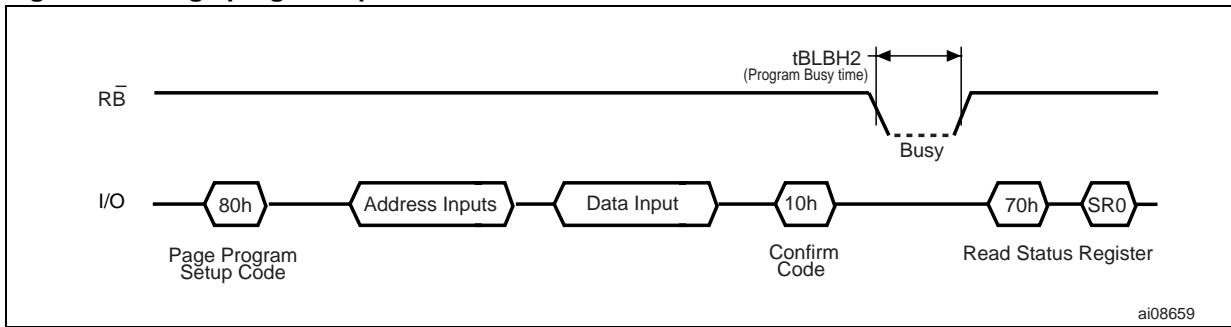 tBLBH2
(Program Busy time)
RB̅
Busy
I/O
80h
Address Inputs
Data Input
10h
70h
SR0
Page Program
Setup Code
Confirm
Code
Read Status Register
ai08659